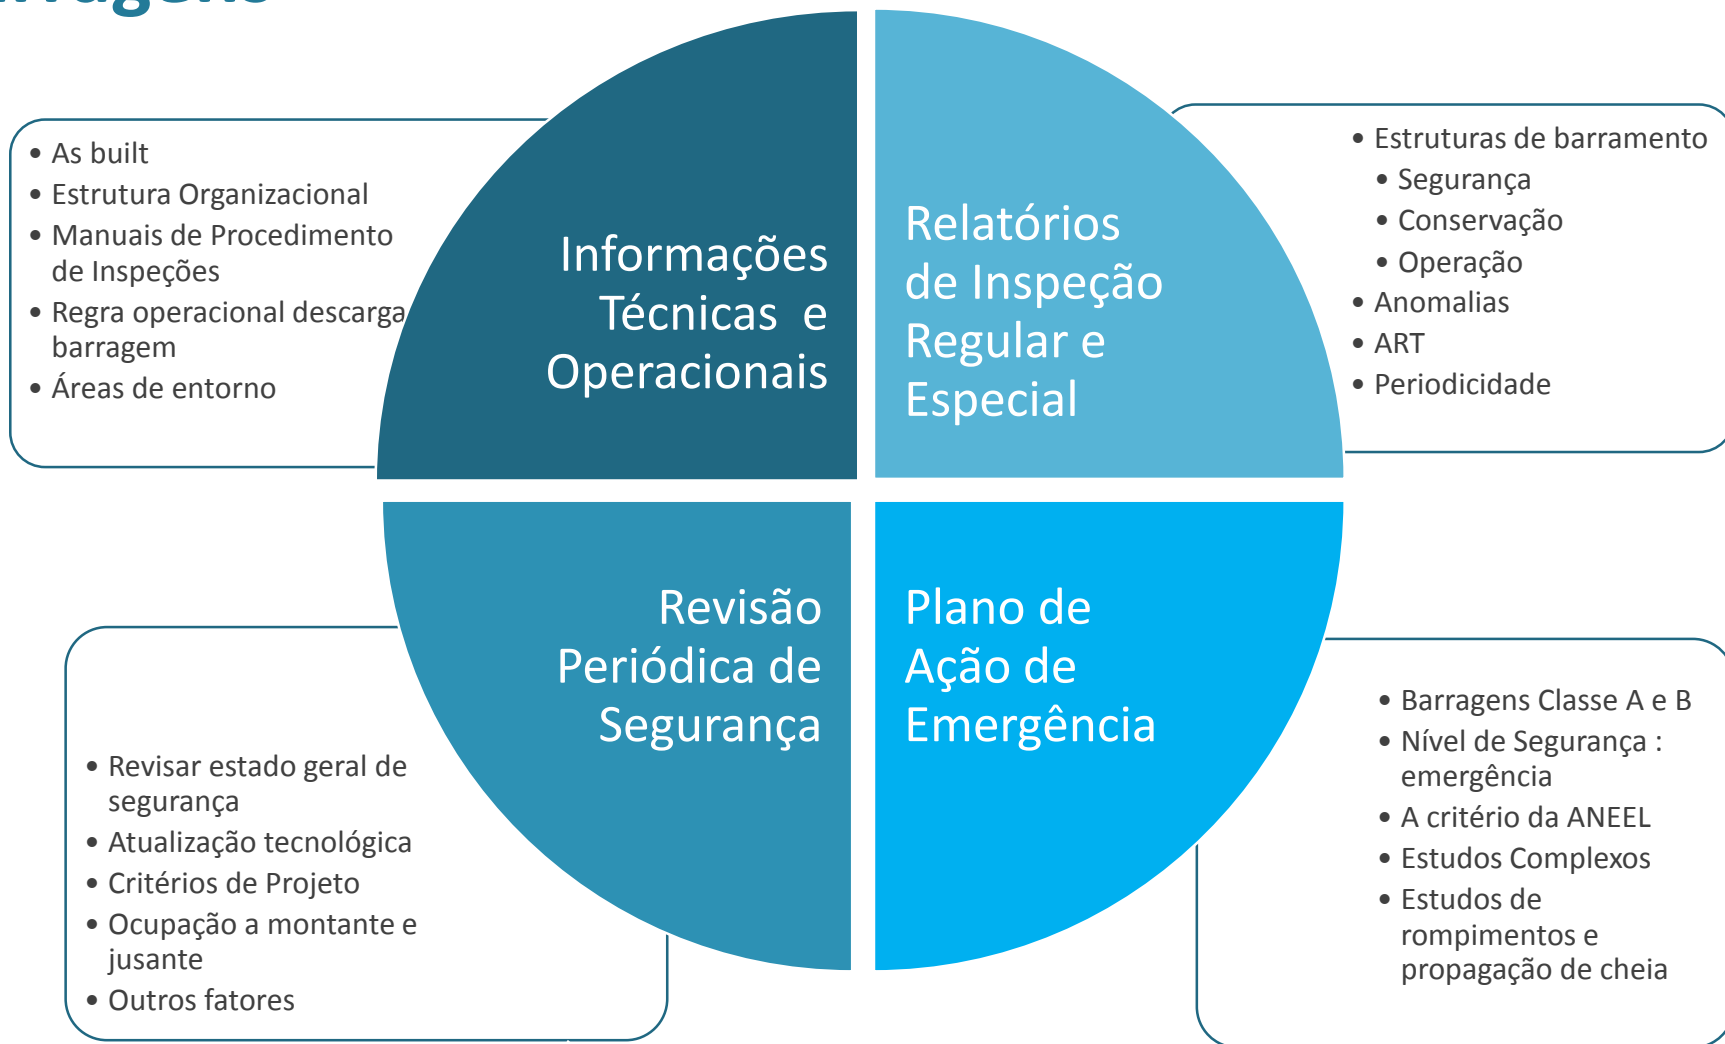 • As built
• Estrutura Organizacional
• Manuais de Procedimento
de Inspeções
• Regra operacional descarga
barragem
• Áreas de entorno
Informações
Técnicas e
Operacionais
Relatórios
de Inspeção
Regular e
Especial
• Estruturas de barramento
• Segurança
• Conservação
• Operação
• Anomalias
• ART
• Periodicidade
• Revisar estado geral de
segurança
• Atualização tecnológica
• Critérios de Projeto
• Ocupação a montante e
jusante
• Outros fatores
Revisão
Periódica de
Segurança
Plano de
Ação de
Emergência
• Barragens Classe A e B
• Nível de Segurança :
emergência
• A critério da ANEEL
• Estudos Complexos
• Estudos de
rompimentos e
propagação de cheia